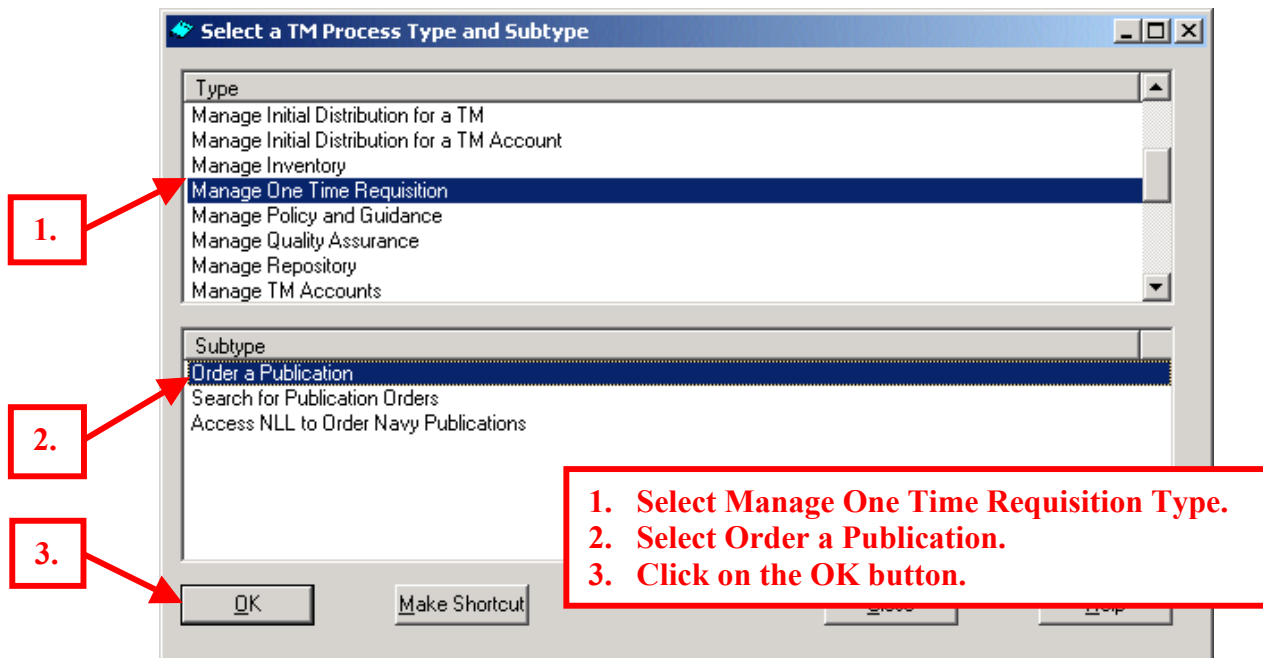 Select a TM Process Type and Subtype
Type
Manage Initial Distribution for a TM
Manage Initial Distribution for a TM Account
Manage Inventory
Manage One Time Requisition
Manage Policy and Guidance
Manage Quality Assurance
Manage Repository
Manage TM Accounts
1.
Subtype
Order a Publication
Search for Publication Orders
Access NLL to Order Navy Publications
2.
1. Select Manage One Time Requisition Type.
2. Select Order a Publication.
3. Click on the OK button.
3.
OK Make Shortcut